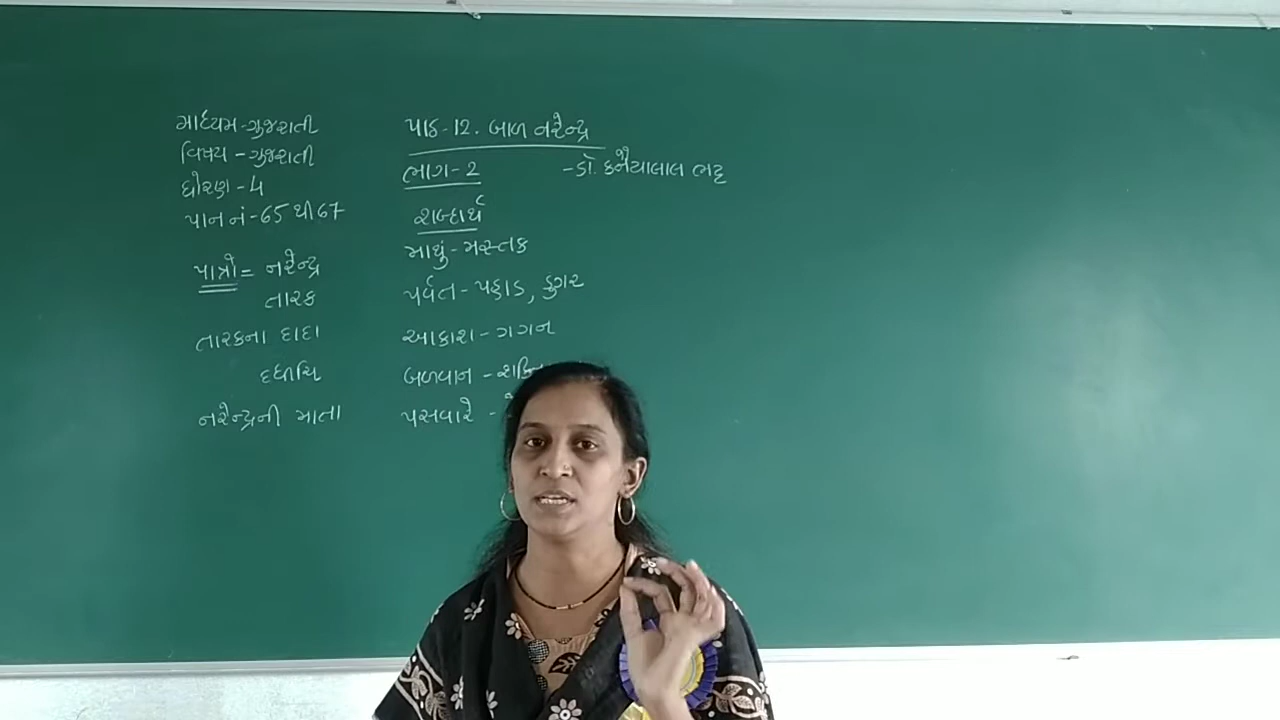 માધ્યમ-ગુજરાતી
વિષય - ગુજરાતી
ધોરણ - 4
પાન નં - 65 થી 67
પાત્રો = નરેન્દ્ર
તારક
તારકના દાદા
દધીચિ
નરેન્દ્રની માતા
પાઠ-12. બાળ નરેન્દ્ર
ભાગ-2 -ડૉ. કનૈયાલાલ ભટ્ટ
શબ્દાર્થ
માથું - મસ્તક
પર્વત - પહાડ, ડુગર
આકાશ - ગગન
બળવાન -
પસવારે -